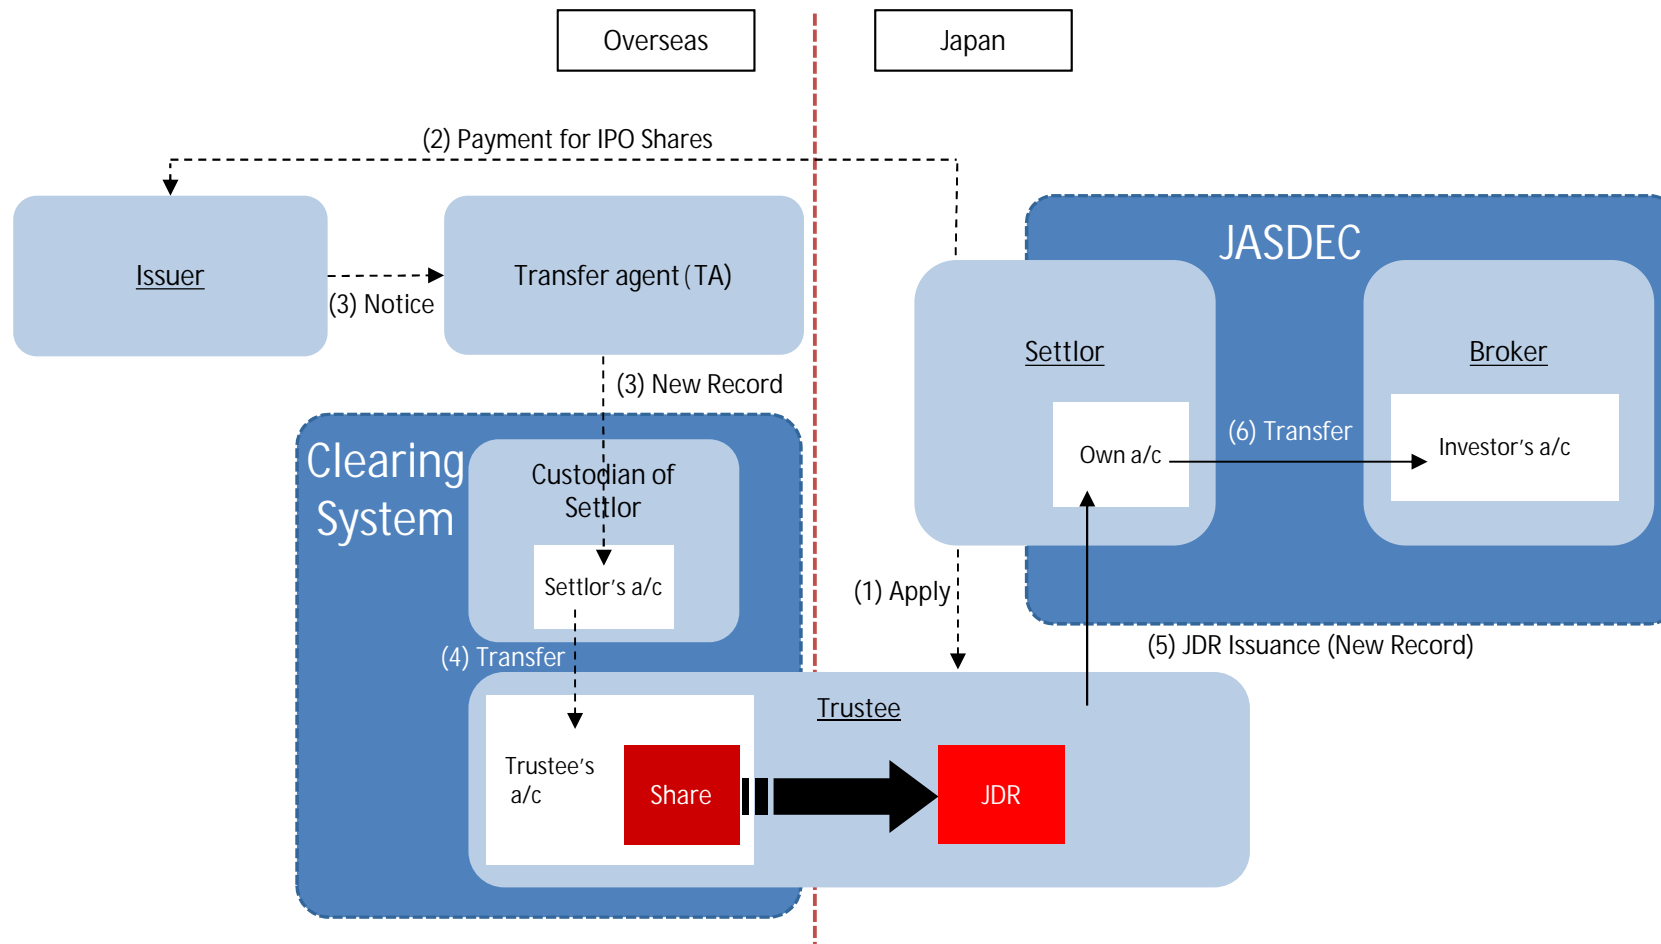 Overseas
Japan
(2) Payment for IPO Shares
JASDEC
Issuer
(3) Notice
Transfer agent (TA)
Settlor
Broker
(3) New Record
Clearing
System
Custodian of
Settlor
Own a/c
(6) Transfer
Investor's a/c
Settlor's a/c
(1) Apply
(4) Transfer
(5) JDR Issuance (New Record)
Trustee
Trustee's
a/c
Share
JDR